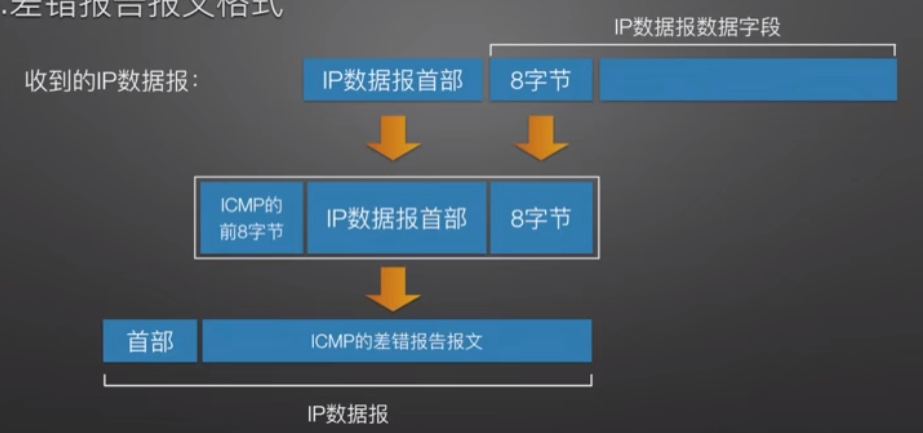 .差错报告报文格式
IP数据报数据字段
收到的IP数据报：
IP数据报首部
8字节
ICMP的
前8字节
IP数据报首部
8字节
首部
ICMP的差错报告报文
IP数据报